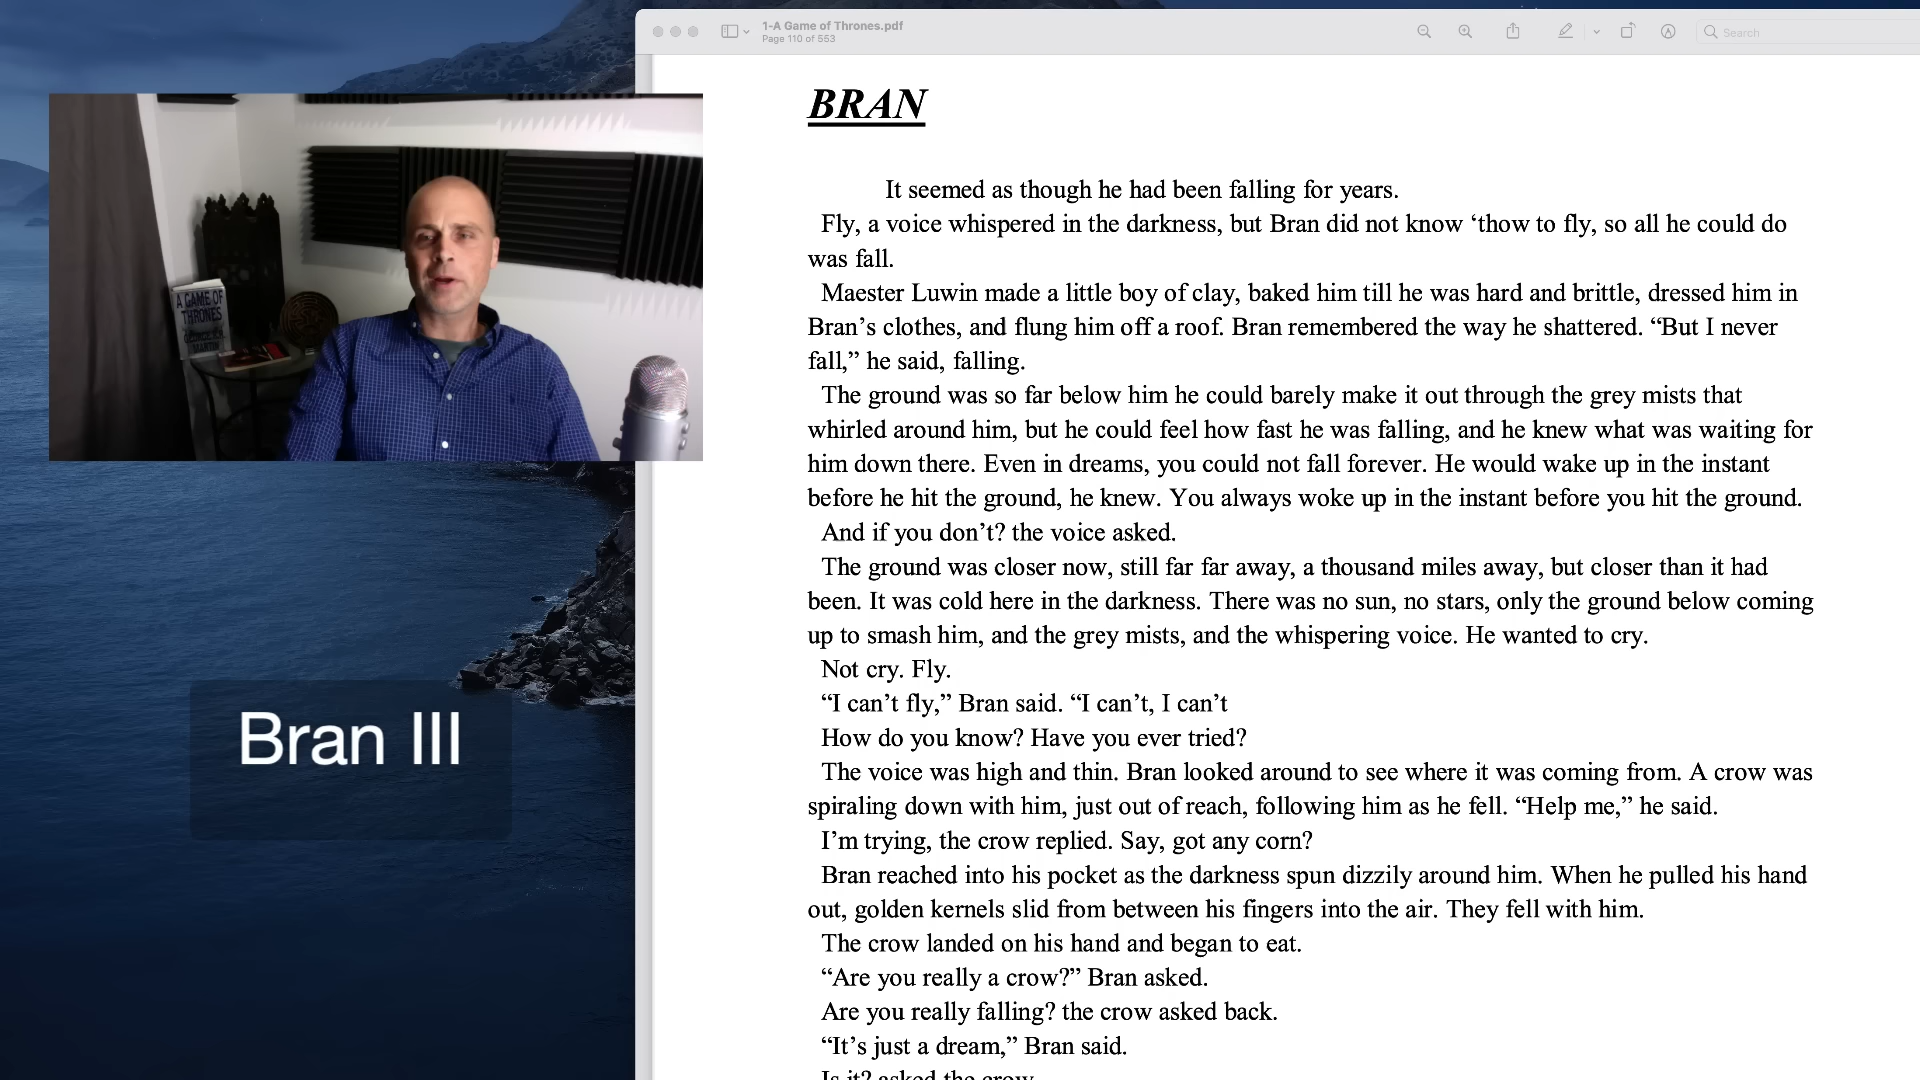 1-A Game of Thrones.pdf
Page 110 of 553
Search
BRAN
It seemed as though he had been falling for years.
Fly, a voice whispered in the darkness, but Bran did not know ‘thow to fly, so all he could do
was fall.
Maester Luwin made a little boy of clay, baked him till he was hard and brittle, dressed him in
Bran’s clothes, and flung him off a roof. Bran remembered the way he shattered. “But I never
fall,” he said, falling.
The ground was so far below him he could barely make it out through the grey mists that
whirled around him, but he could feel how fast he was falling, and he knew what was waiting for
him down there. Even in dreams, you could not fall forever. He would wake up in the instant
before he hit the ground, he knew. You always woke up in the instant before you hit the ground.
And if you don’t? the voice asked.
The ground was closer now, still far far away, a thousand miles away, but closer than it had
been. It was cold here in the darkness. There was no sun, no stars, only the ground below coming
up to smash him, and the grey mists, and the whispering voice. He wanted to cry.
Not cry. Fly.
“I can’t fly,” Bran said. “I can’t, I can’t
How do you know? Have you ever tried?
The voice was high and thin. Bran looked around to see where it was coming from. A crow was
spiraling down with him, just out of reach, following him as he fell. “Help me,” he said.
I’m trying, the crow replied. Say, got any corn?
Bran reached into his pocket as the darkness spun dizzily around him. When he pulled his hand
out, golden kernels slid from between his fingers into the air. They fell with him.
The crow landed on his hand and began to eat.
“Are you really a crow?” Bran asked.
Are you really falling? the crow asked back.
“It’s just a dream,” Bran said.
Is it? asked the crow.
A GAME OF
THRONES
MARTIN
Bran III